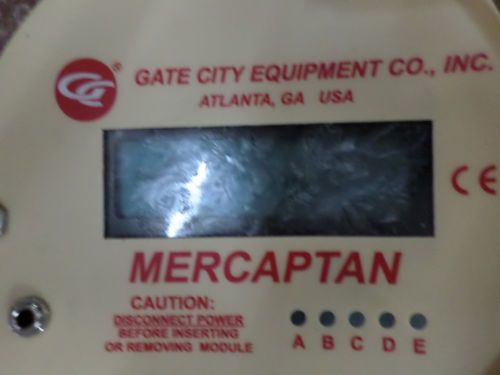 GATE CITY EQUIPMENT CO., INC.
ATLANTA, GA USA
CE
MERCAPTAN
CAUTION:
DISCONNECT POWER
BEFORE INSERTING
OR REMOVING MODULE
A B C D E